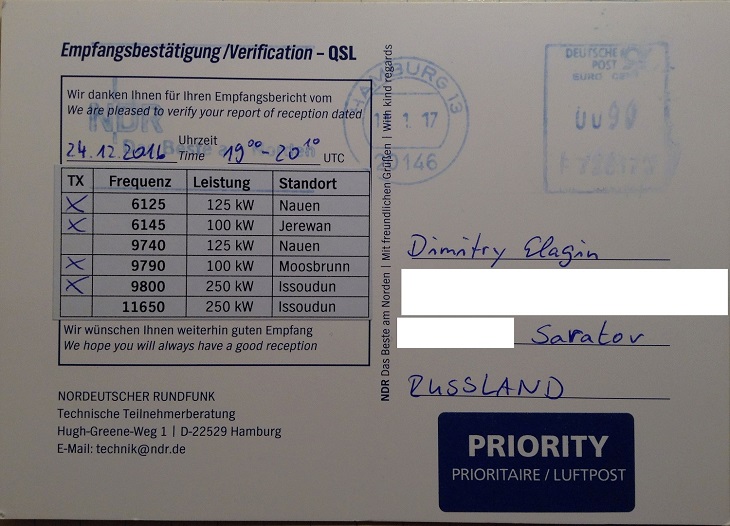 Empfangsbestätigung/Verification – QSL
Wir danken Ihnen für Ihren Empfangsbericht vom
We are pleased to verify your report of reception dated
NDR
24.12.2016 Uhrzeit Time 19⁰⁰-20¹⁰ UTC
TX Frequenz Leistung Standort
X 6125 125 kW Nauen
X 6145 100 kW Jerewan
9740 125 kW Nauen
X 9790 100 kW Moosbrunn
X 9800 250 kW Issoudun
11650 250 kW Issoudun
Wir wünschen Ihnen weiterhin guten Empfang
We hope you will always have a good reception
NORDEUTSCHER RUNDFUNK
Technische Teilnehmerberatung
Hugh-Greene-Weg 1 | D-22529 Hamburg
E-Mail: technik@ndr.de
NDR Das Beste am Norden | Mit freundlichen Grüßen | With kind regards
HAMBURG 13
1 17
20146
DEUTSCHE
POST
EURO CENT
Dimitry Elagin
Saratov
RUSSLAND
PRIORITY
PRIORITAIRE / LUFTPOST